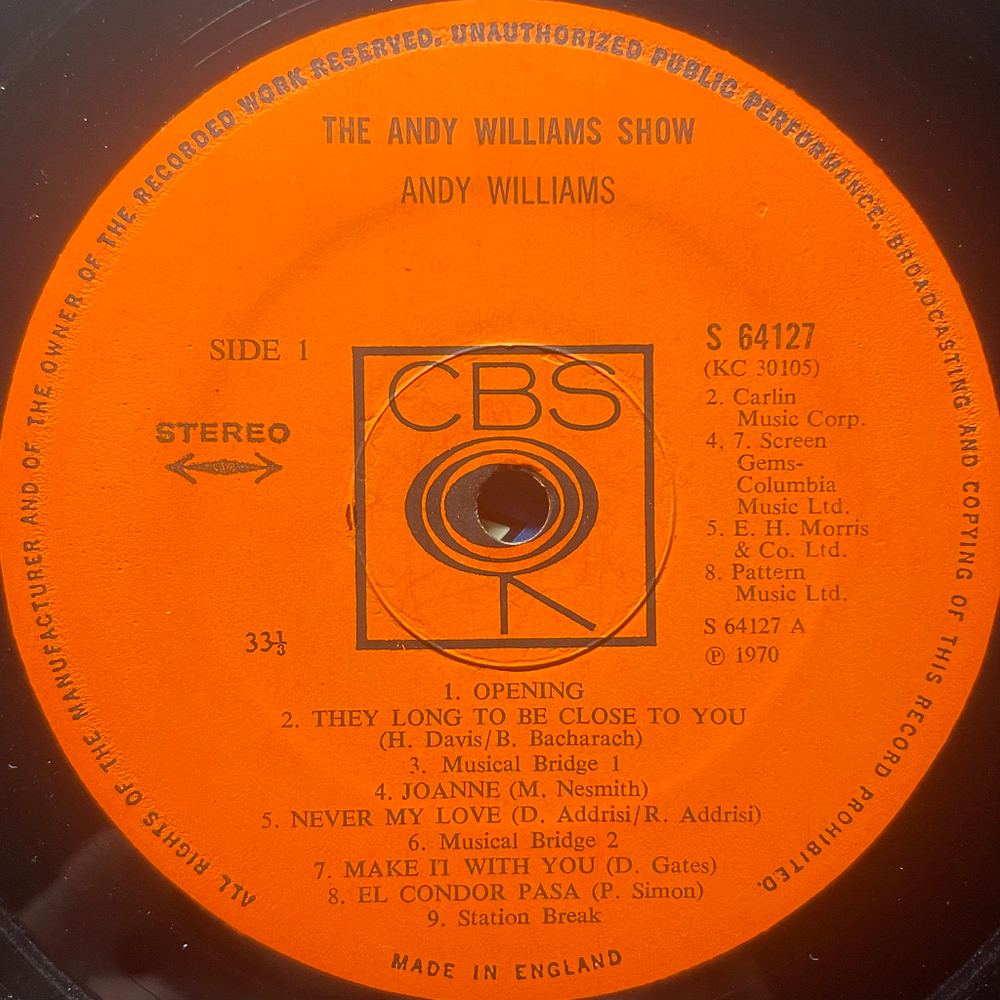 ALL RIGHTS OF THE MANUFACTURER AND OF THE OWNER OF THE RECORDED WORK RESERVED. UNAUTHORIZED PUBLIC PERFORMANCE, BROADCASTING AND COPYING OF THIS RECORD PROHIBITED.
THE ANDY WILLIAMS SHOW
ANDY WILLIAMS
SIDE 1
STEREO
33⅓
CBS
S 64127
(KC 30105)
2. Carlin
Music Corp.
4, 7. Screen
Gems-
Columbia
Music Ltd.
5. E. H. Morris
& Co. Ltd.
8. Pattern
Music Ltd.
S 64127 A
Ⓟ 1970
1. OPENING
2. THEY LONG TO BE CLOSE TO YOU
(H. Davis/B. Bacharach)
3. Musical Bridge 1
4. JOANNE (M. Nesmith)
5. NEVER MY LOVE (D. Addrisi/R. Addrisi)
6. Musical Bridge 2
7. MAKE IT WITH YOU (D. Gates)
8. EL CONDOR PASA (P. Simon)
9. Station Break
MADE IN ENGLAND